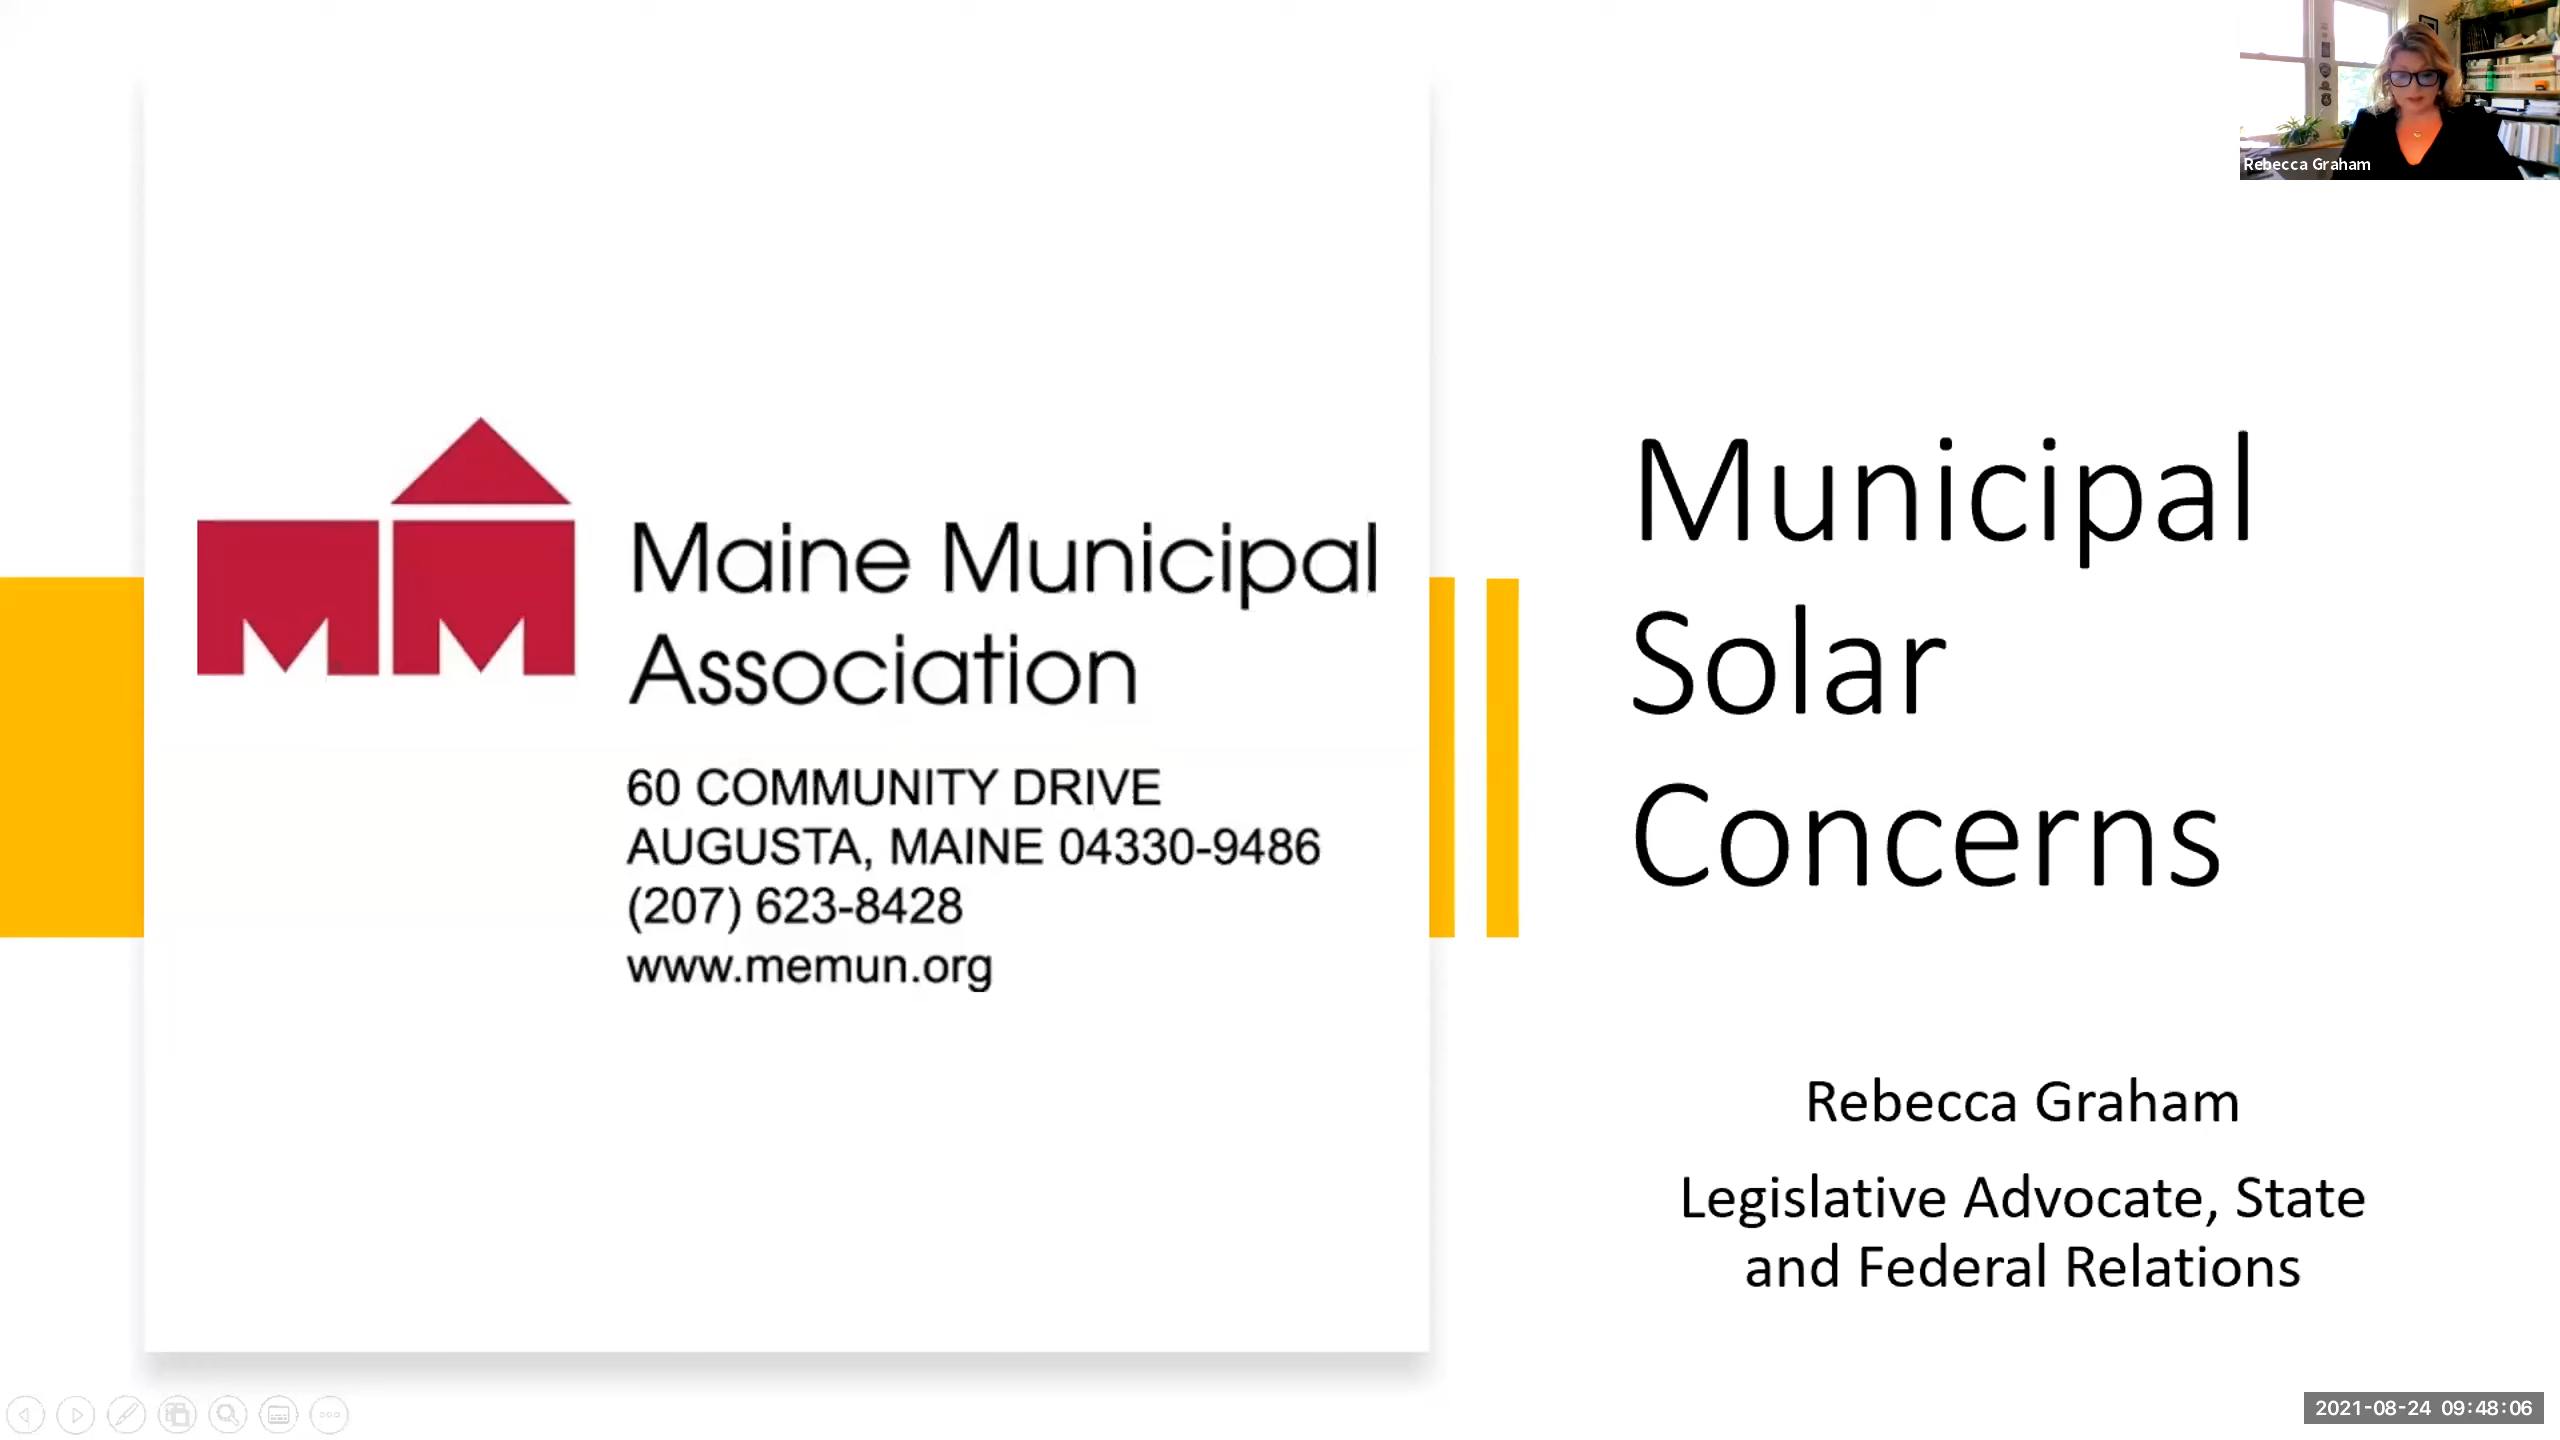 Rebecca Graham
Maine Municipal
Association
60 COMMUNITY DRIVE
AUGUSTA, MAINE 04330-9486
(207) 623-8428
www.memun.org
Municipal
Solar
Concerns
Rebecca Graham
Legislative Advocate, State
and Federal Relations
2021-08-24 09:48:06